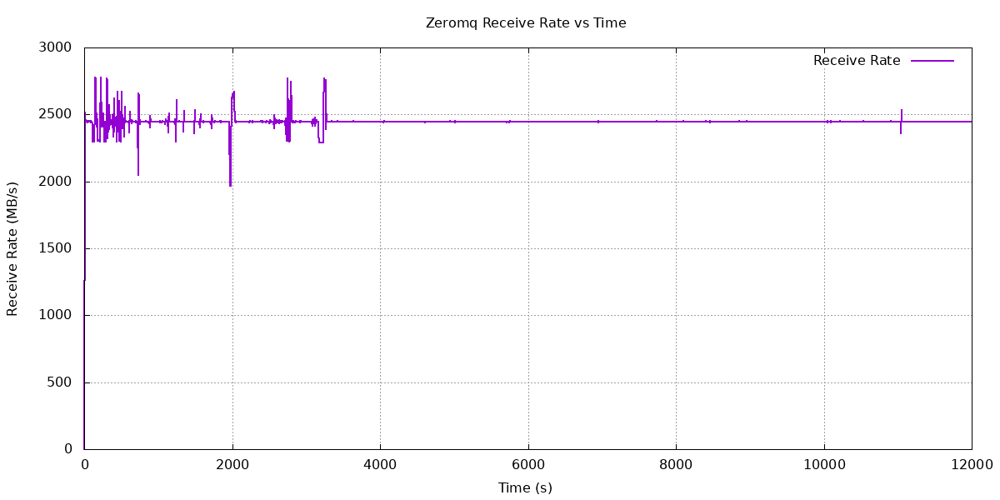 Zeromq Receive Rate vs Time
Receive Rate
3000
2500
2000
1500
1000
500
0
Receive Rate (MB/s)
0 2000 4000 6000 8000 10000 12000
Time (s)